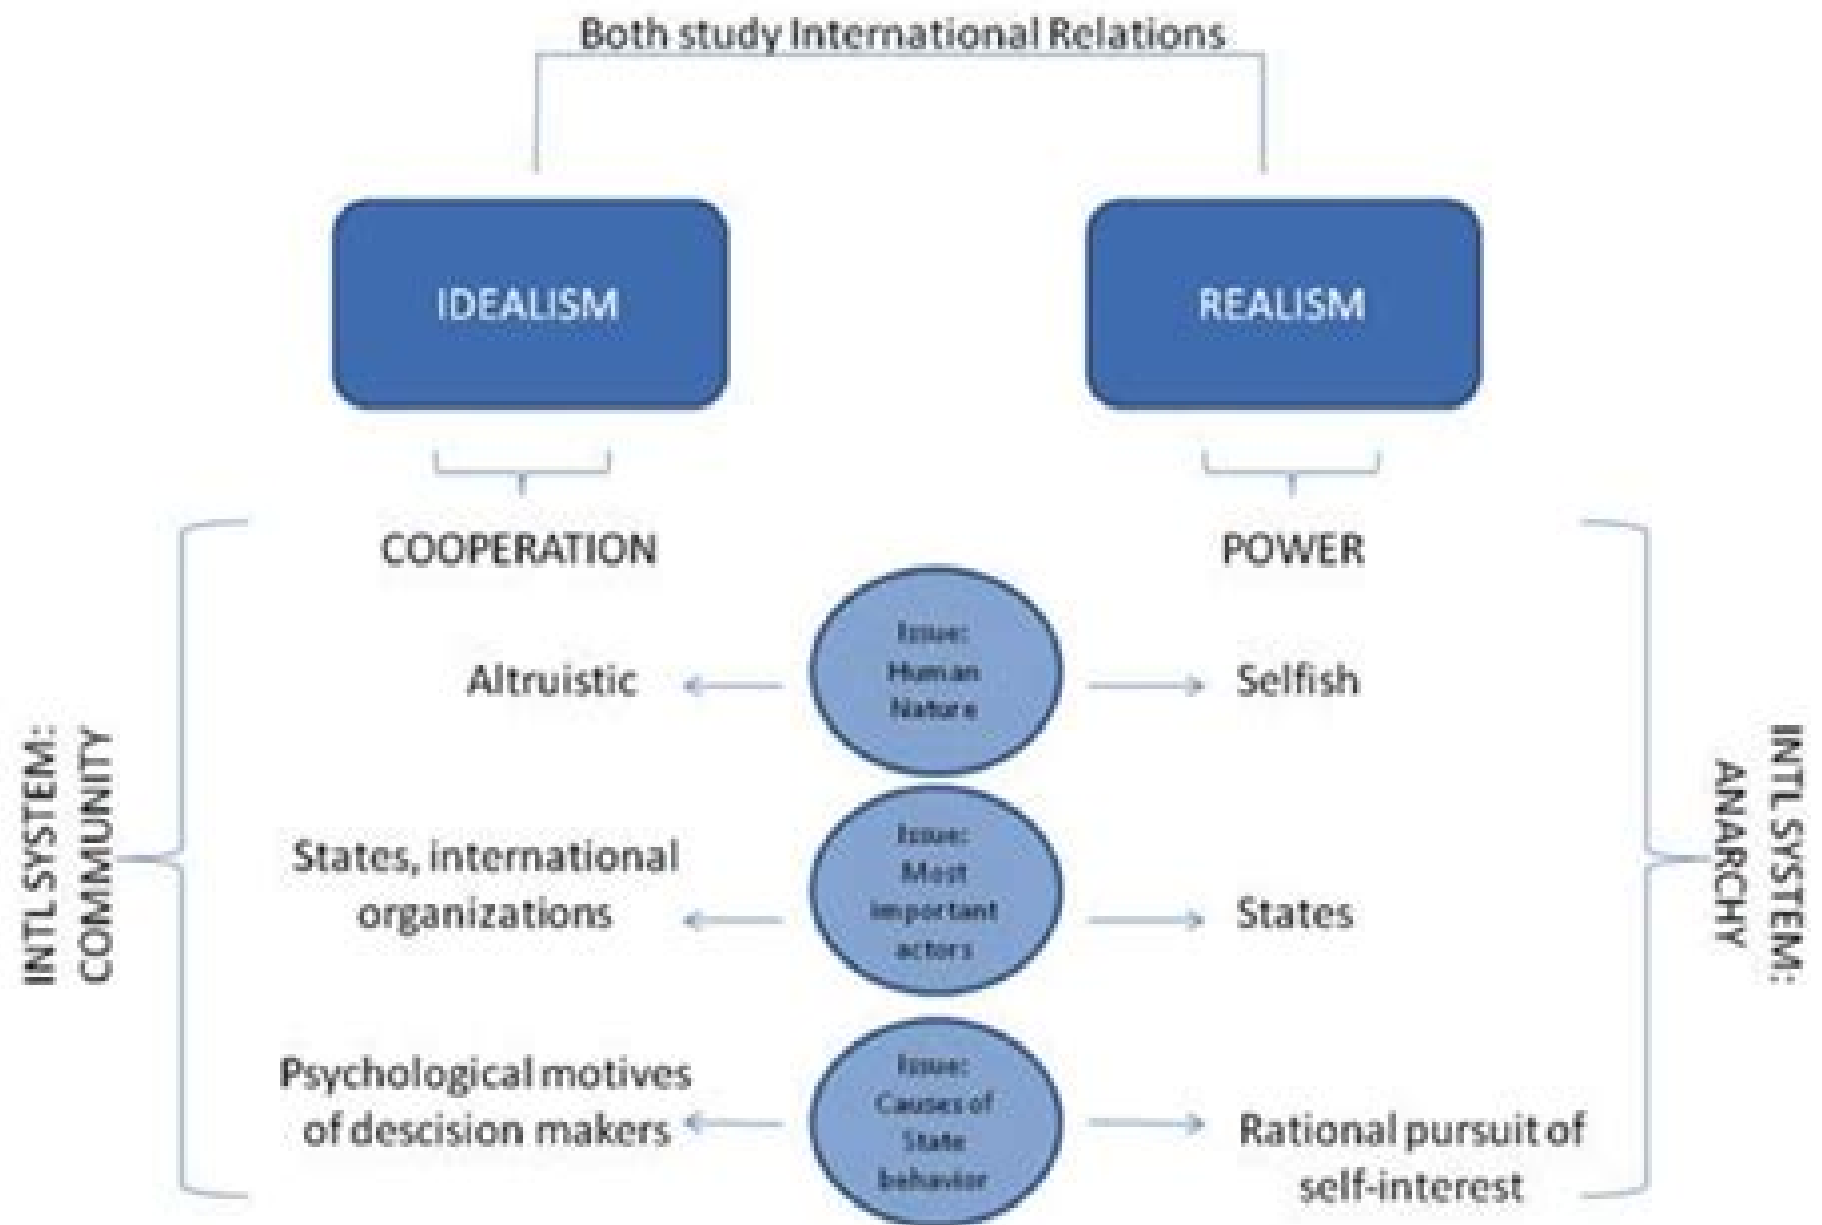 Both study International Relations
IDEALISM
REALISM
COOPERATION
POWER
Issue:
Human
Nature
Altruistic
Selfish
Issue:
Most
important
actors
States, international
organizations
States
Issue:
Causes of
State
behavior
Psychological motives
of descision makers
Rational pursuit of
self-interest
INTL SYSTEM:
COMMUNITY
INTL SYSTEM:
ANARCHY